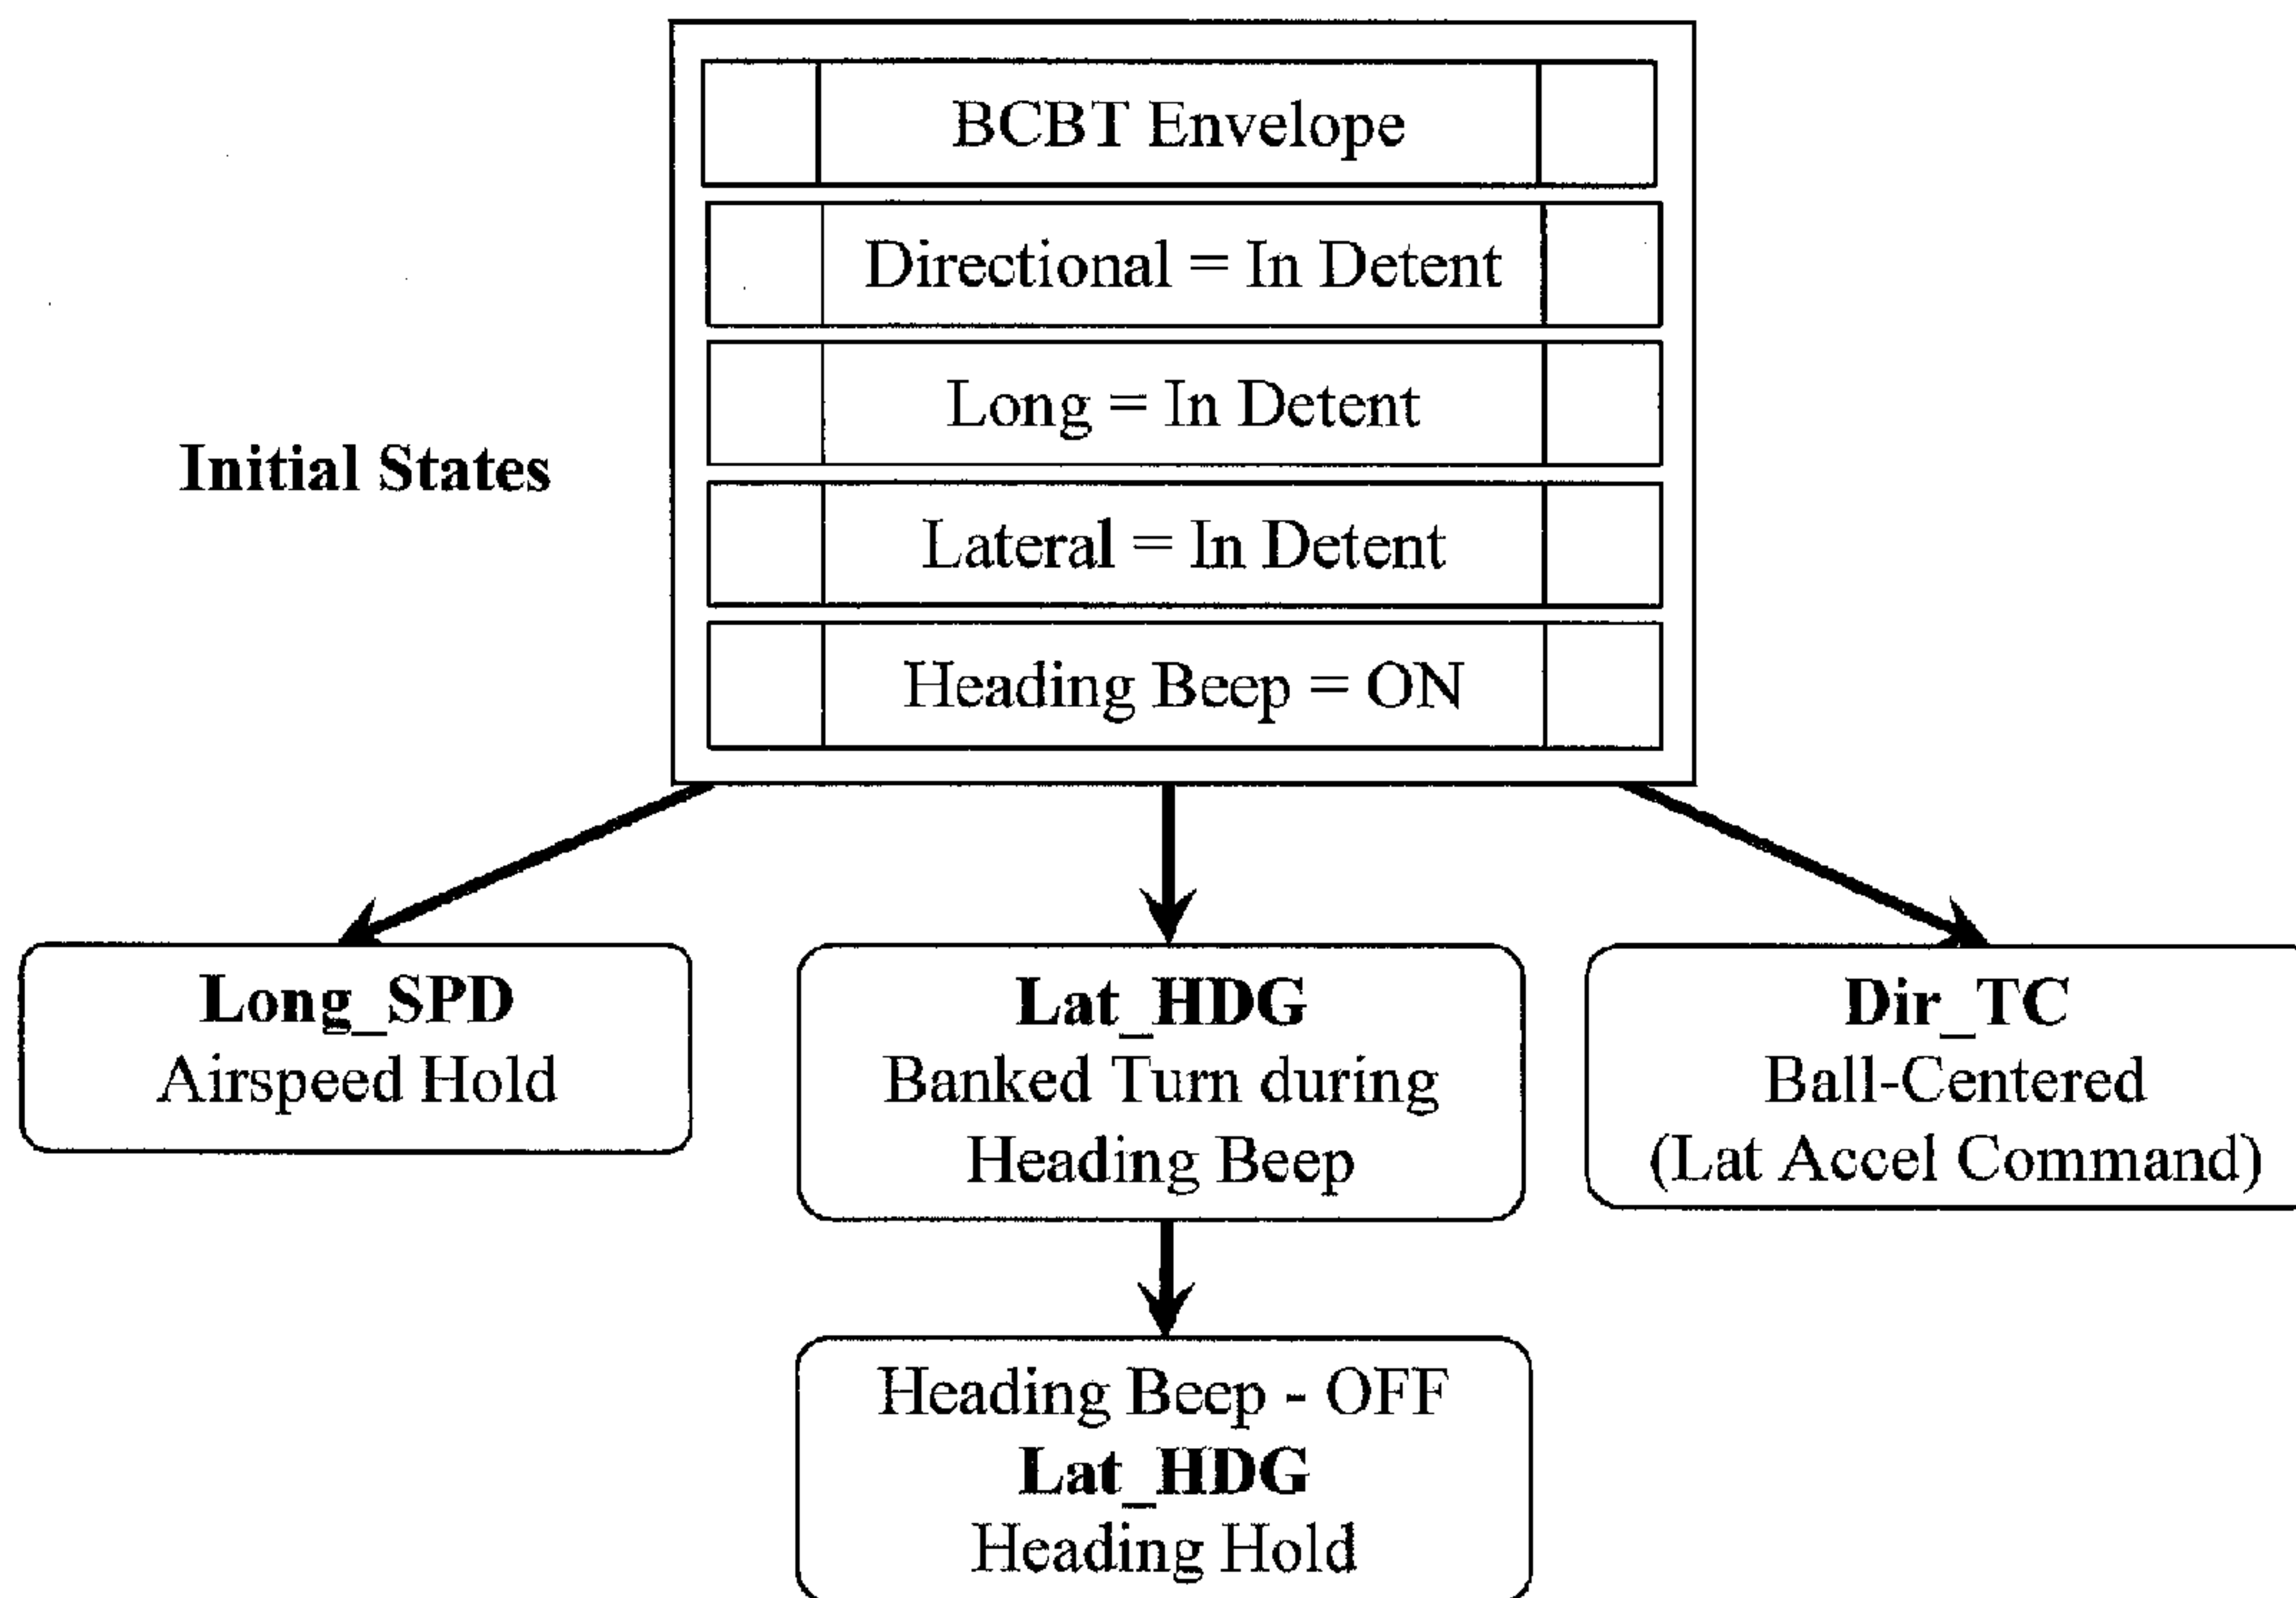 BCBT Envelope
Directional = In Detent
Long = In Detent
Initial States
Lateral = In Detent
Heading Beep = ON
Long_SPD
Airspeed Hold
Lat_HDG
Banked Turn during
Heading Beep
Dir_TC
Ball-Centered
(Lat Accel Command)
Heading Beep - OFF
Lat_HDG
Heading Hold